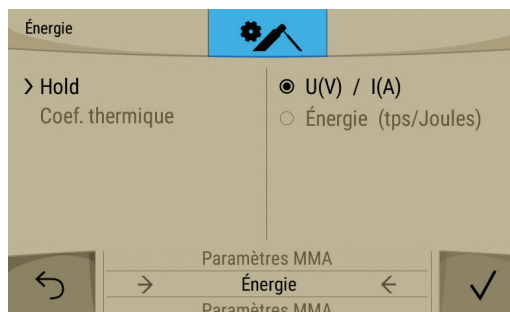 Énergie
> Hold
Coef. thermique
U(V) / I(A)
Énergie (tps/Joules)
Paramètres MMA
Énergie
Paramètres MMA